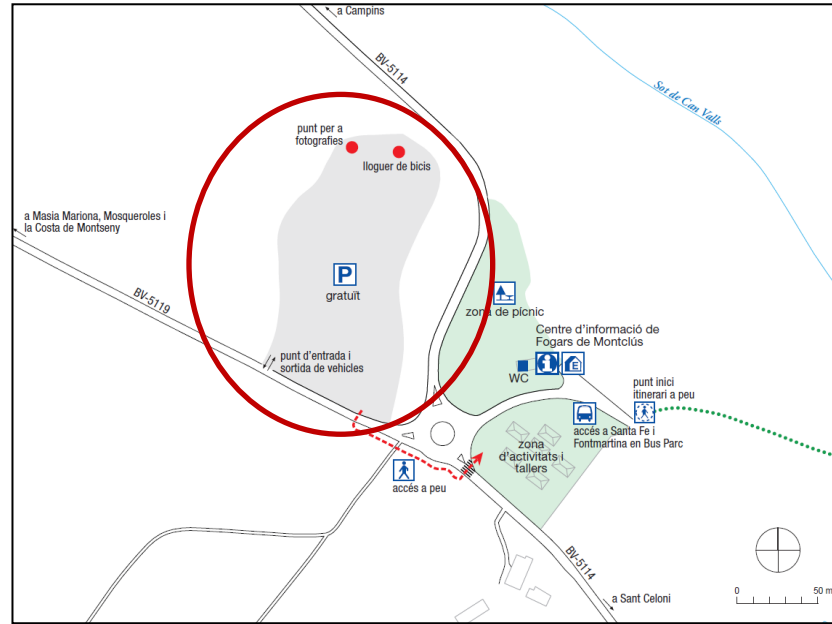 a Campins
BV-5114
Sot de Can Valls
punt per a
fotografies
lloguer de bicis
a Masia Mariona, Mosqueroles i
la Costa de Montseny
BV-5119
P
gratuït
zona de pícnic
Centre d'informació de
Fogars de Montclús
WC
E
punt d'entrada i
sortida de vehicles
punt inici
itinerari a peu
accés a Santa Fe i
Fontmartina en Bus Parc
zona
d'activitats i
tallers
accés a peu
BV-5114
a Sant Celoni
0 50 m